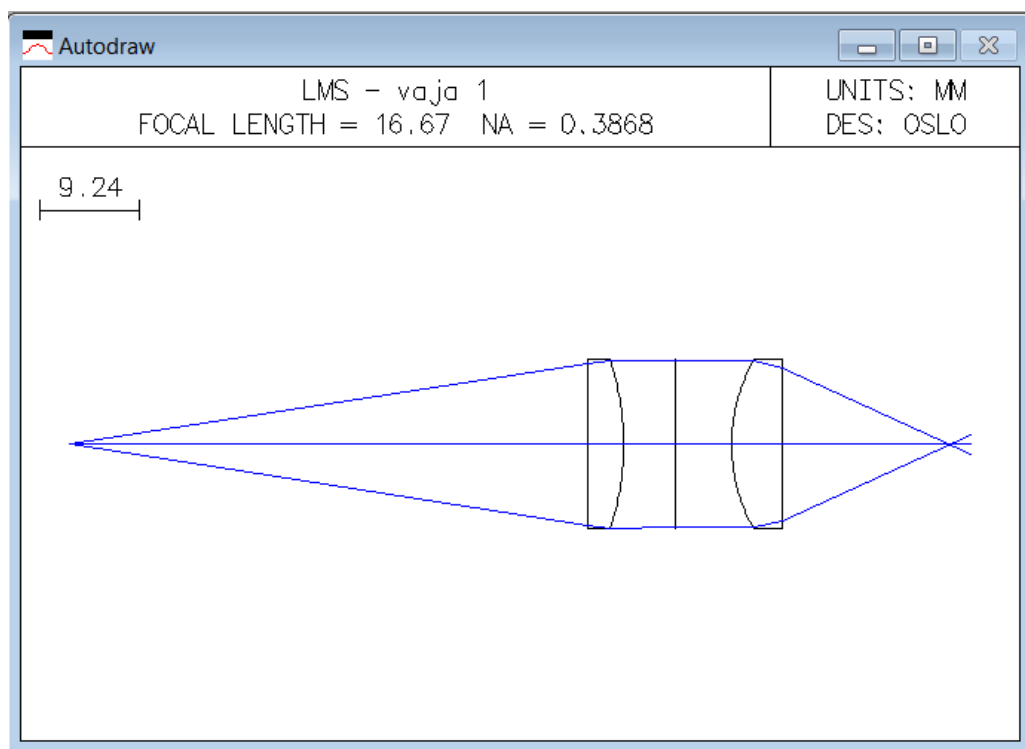 Autodraw
LMS - vaja 1
FOCAL LENGTH = 16.67 NA = 0.3868
UNITS: MM
DES: OSLO
9.24